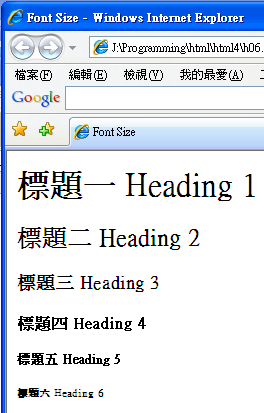 Font Size - Windows Internet Explorer
J:\Programming\html\html4\h06.
檔案(F) 編輯(E) 檢視(V) 我的最愛(A)
Google
Font Size
標題一 Heading 1
標題二 Heading 2
標題三 Heading 3
標題四 Heading 4
標題五 Heading 5
標題六 Heading 6